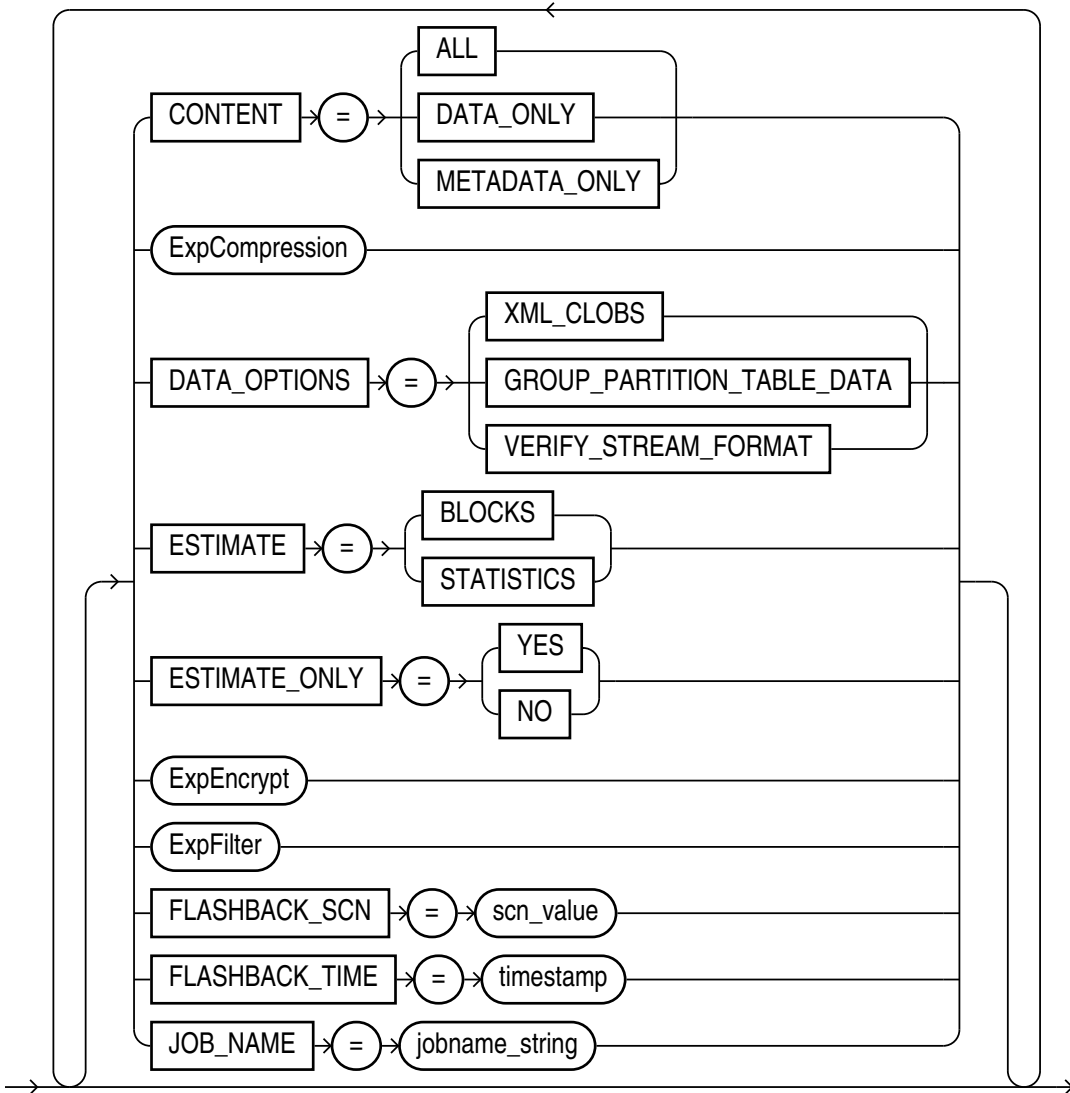 ALL
CONTENT = DATA_ONLY
METADATA_ONLY
ExpCompression
XML_CLOBS
DATA_OPTIONS = GROUP_PARTITION_TABLE_DATA
VERIFY_STREAM_FORMAT
BLOCKS
ESTIMATE =
STATISTICS
YES
ESTIMATE_ONLY =
NO
ExpEncrypt
ExpFilter
FLASHBACK_SCN = scn_value
FLASHBACK_TIME = timestamp
JOB_NAME = jobname_string